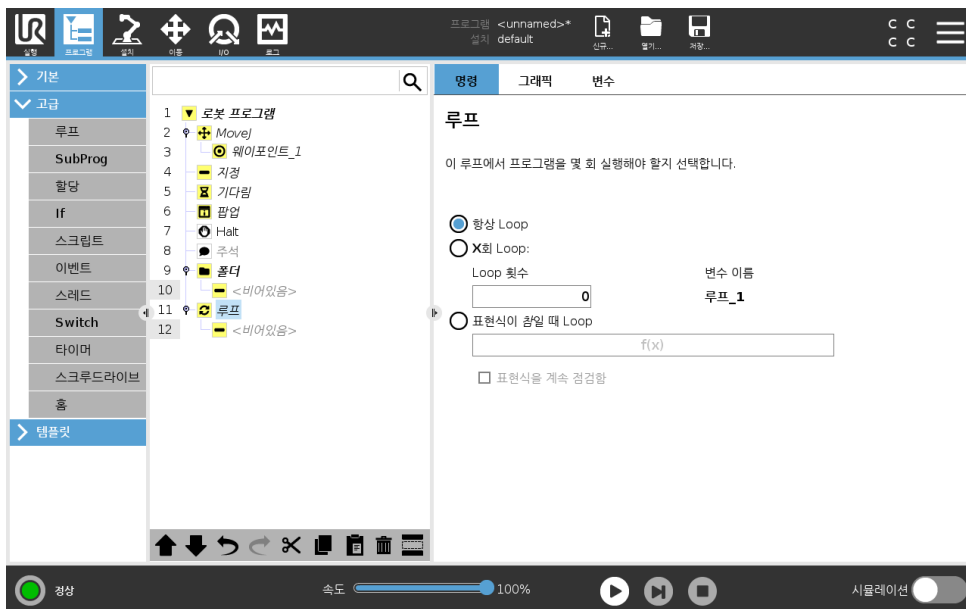 UR
실행
프로그램
설치
이동
I/O
로그
프로그램 <unnamed>*
설치 default
신규...
열기...
저장...
C C
C C
기본
고급
루프
SubProg
할당
If
스크립트
이벤트
스레드
Switch
타이머
스크루드라이브
홈
템플릿
1 로봇 프로그램
2 MoveJ
3 웨이포인트_1
4 지정
5 기다림
6 팝업
7 Halt
8 주석
9 폴더
10 <비어있음>
11 루프
12 <비어있음>
명령 그래픽 변수
루프
이 루프에서 프로그램을 몇 회 실행해야 할지 선택합니다.
항상 Loop
X회 Loop:
Loop 횟수 변수 이름
0 루프_1
표현식이 참일 때 Loop
f(x)
표현식을 계속 점검함
정상
속도 100%
시뮬레이션